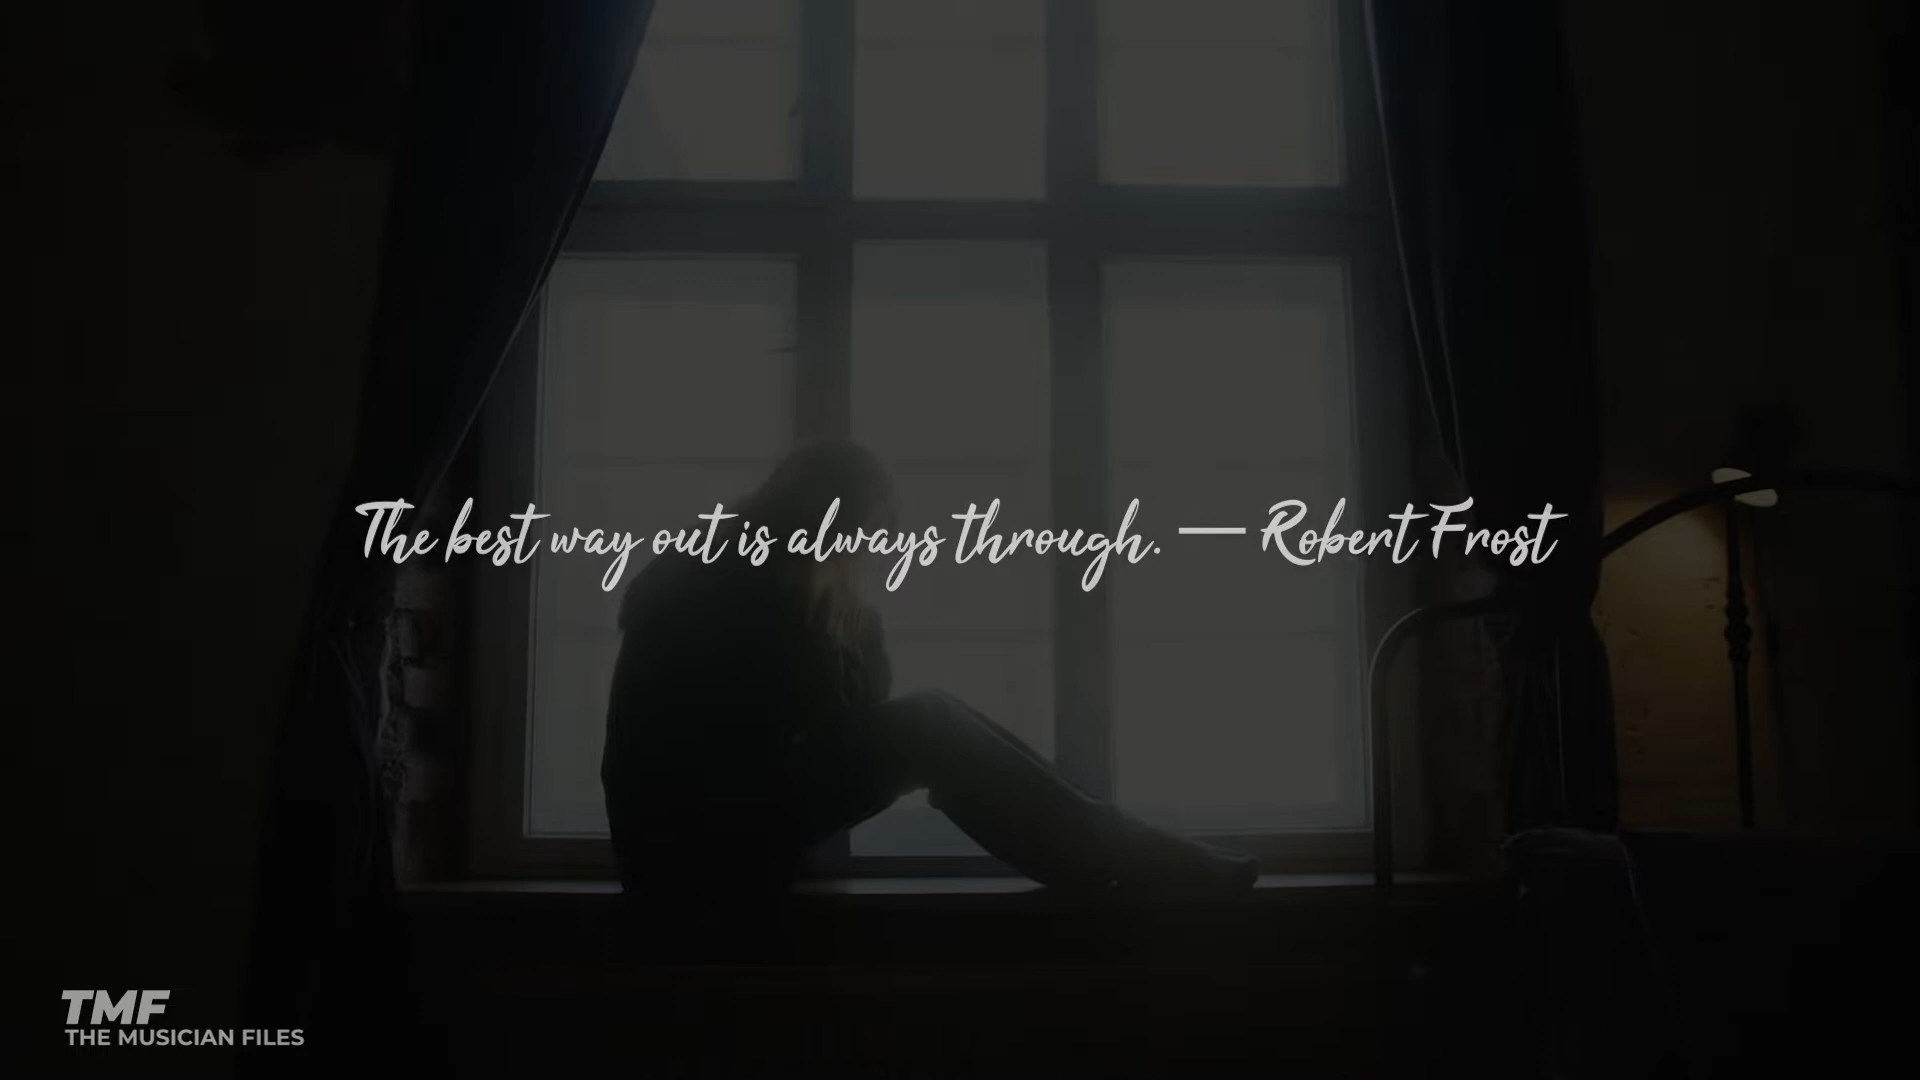 The best way out is always through. — Robert Frost
TMF
THE MUSICIAN FILES